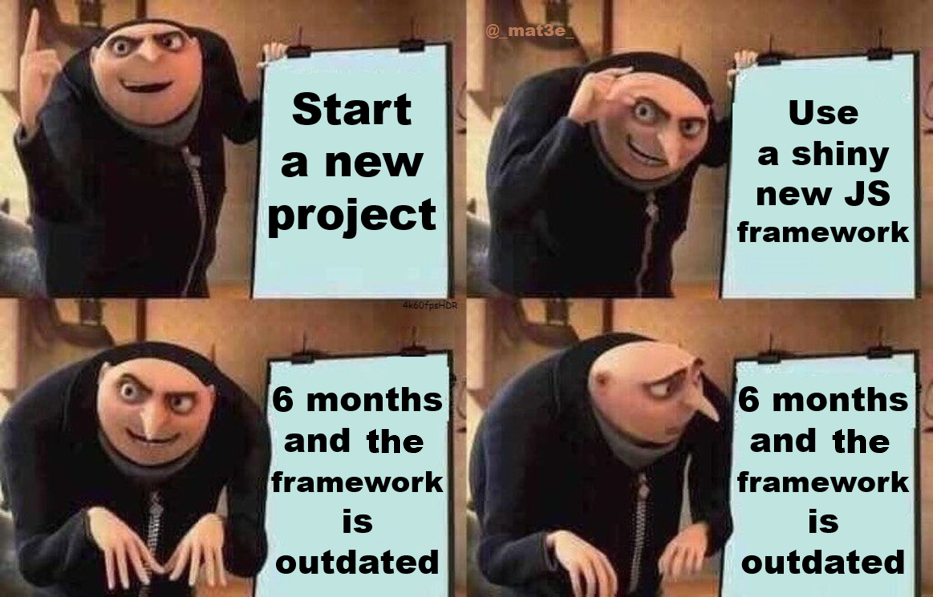 Start
a new
project
@_mat3e_
Use
a shiny
new JS
framework
4k60fpsHDR
6 months
and the
framework
is
outdated
6 months
and the
framework
is
outdated